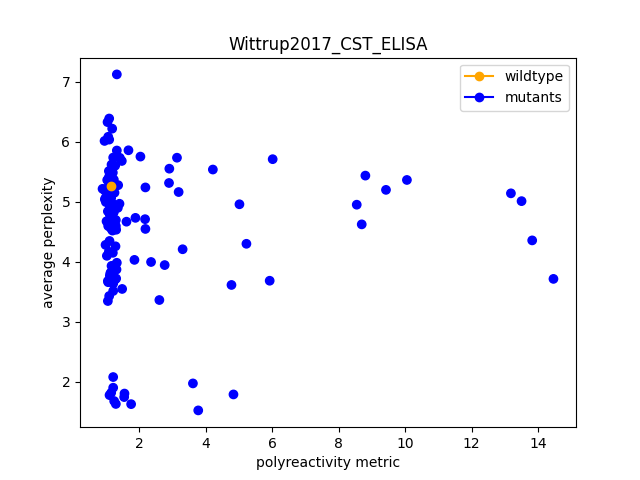 Wittrup2017_CST_ELISA
wildtype
mutants
average perplexity
7
6
5
4
3
2
2 4 6 8 10 12 14
polyreactivity metric